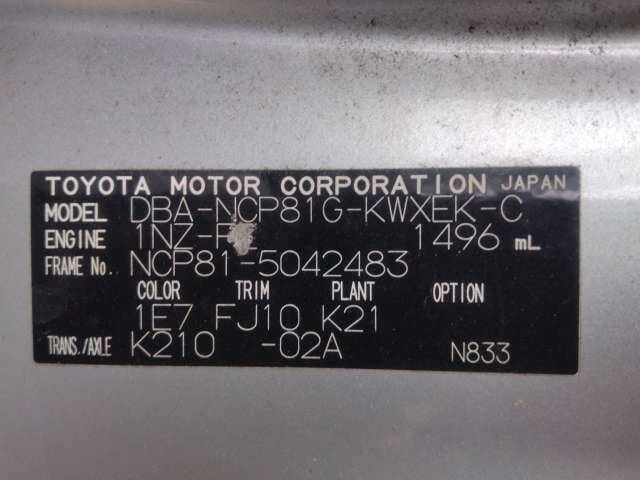 TOYOTA MOTOR CORPORATION JAPAN
MODEL DBA-NCP81G-KWXEK-C
ENGINE 1496 mL
FRAME No. NCP81-5042483
COLOR TRIM PLANT OPTION
1E7 FJ10 K21
TRANS./AXLE K210 -02A N833